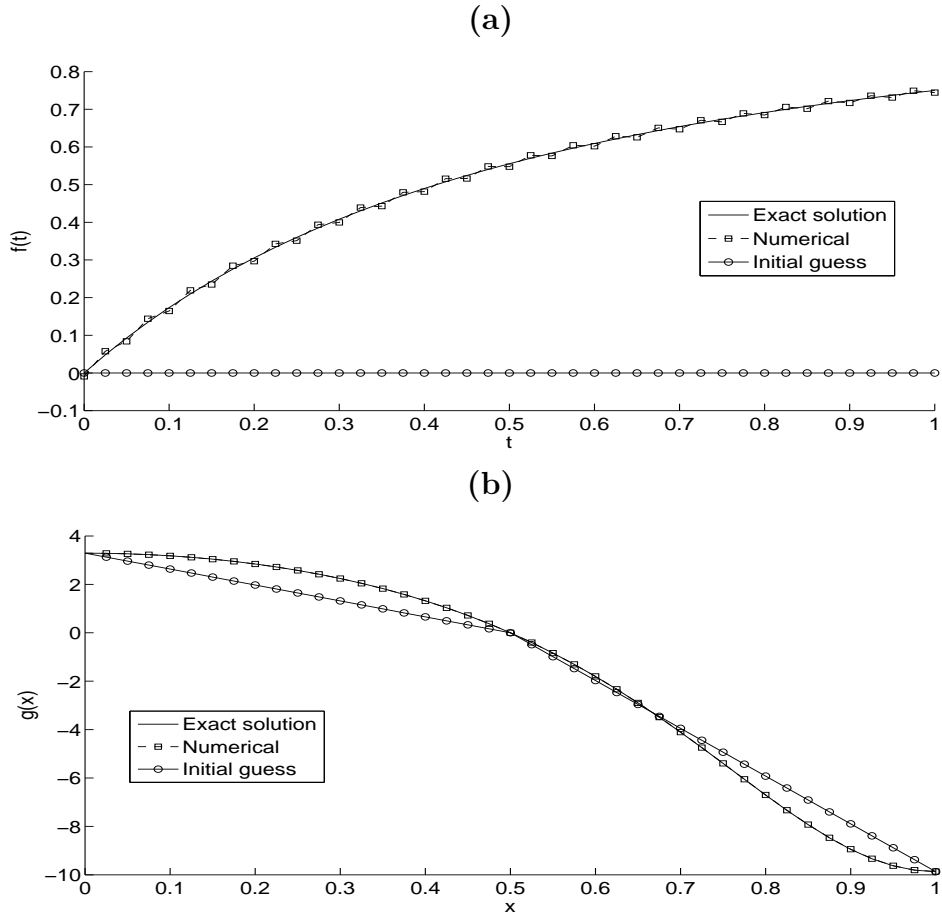 (a)
0.8
0.7
0.6
0.5
0.4
0.3
0.2
0.1
0
−0.1
f(t)
Exact solution
Numerical
Initial guess
0 0.1 0.2 0.3 0.4 0.5 0.6 0.7 0.8 0.9 1
t
(b)
4
2
0
−2
−4
−6
−8
−10
g(x)
Exact solution
Numerical
Initial guess
0 0.1 0.2 0.3 0.4 0.5 0.6 0.7 0.8 0.9 1
x